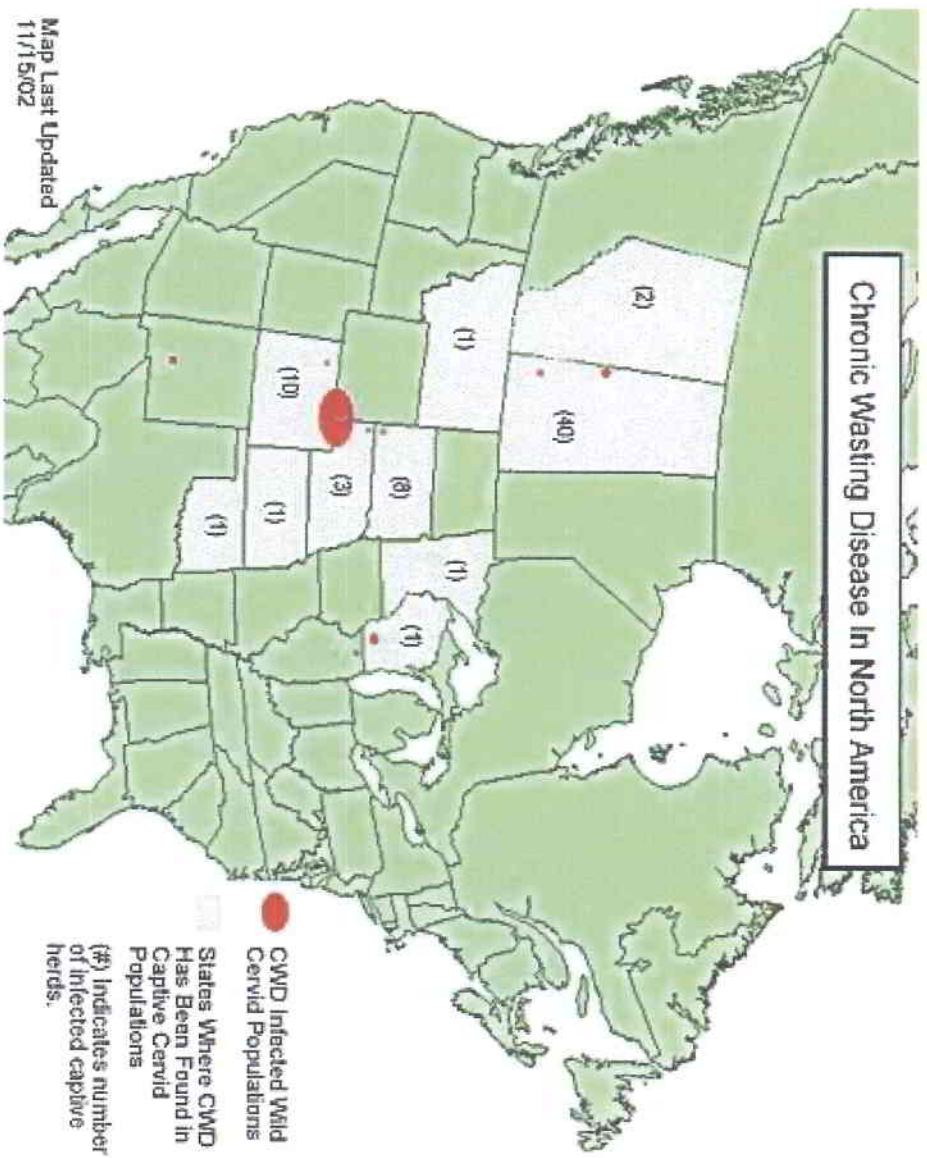 Chronic Wasting Disease In North America
(2)
(40)
(1)
(1)
(1)
(8)
(3)
(10)
(1)
(1)
CWD Infected Wild
Cervid Populations
States Where CWD
Has Been Found in
Captive Cervid
Populations
(#) Indicates number
of infected captive
herds.
Map Last Updated
11/15/02